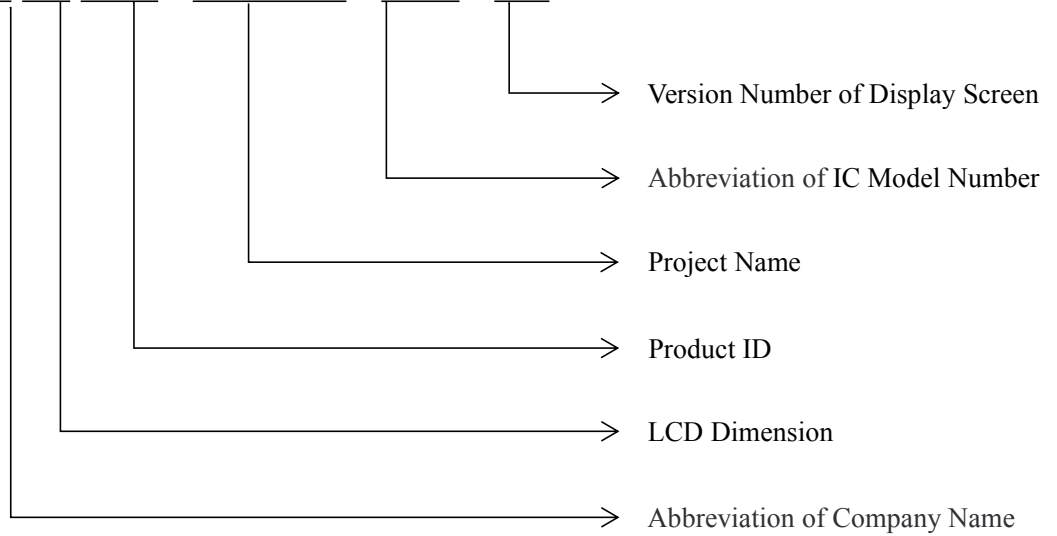 Version Number of Display Screen
Abbreviation of IC Model Number
Project Name
Product ID
LCD Dimension
Abbreviation of Company Name